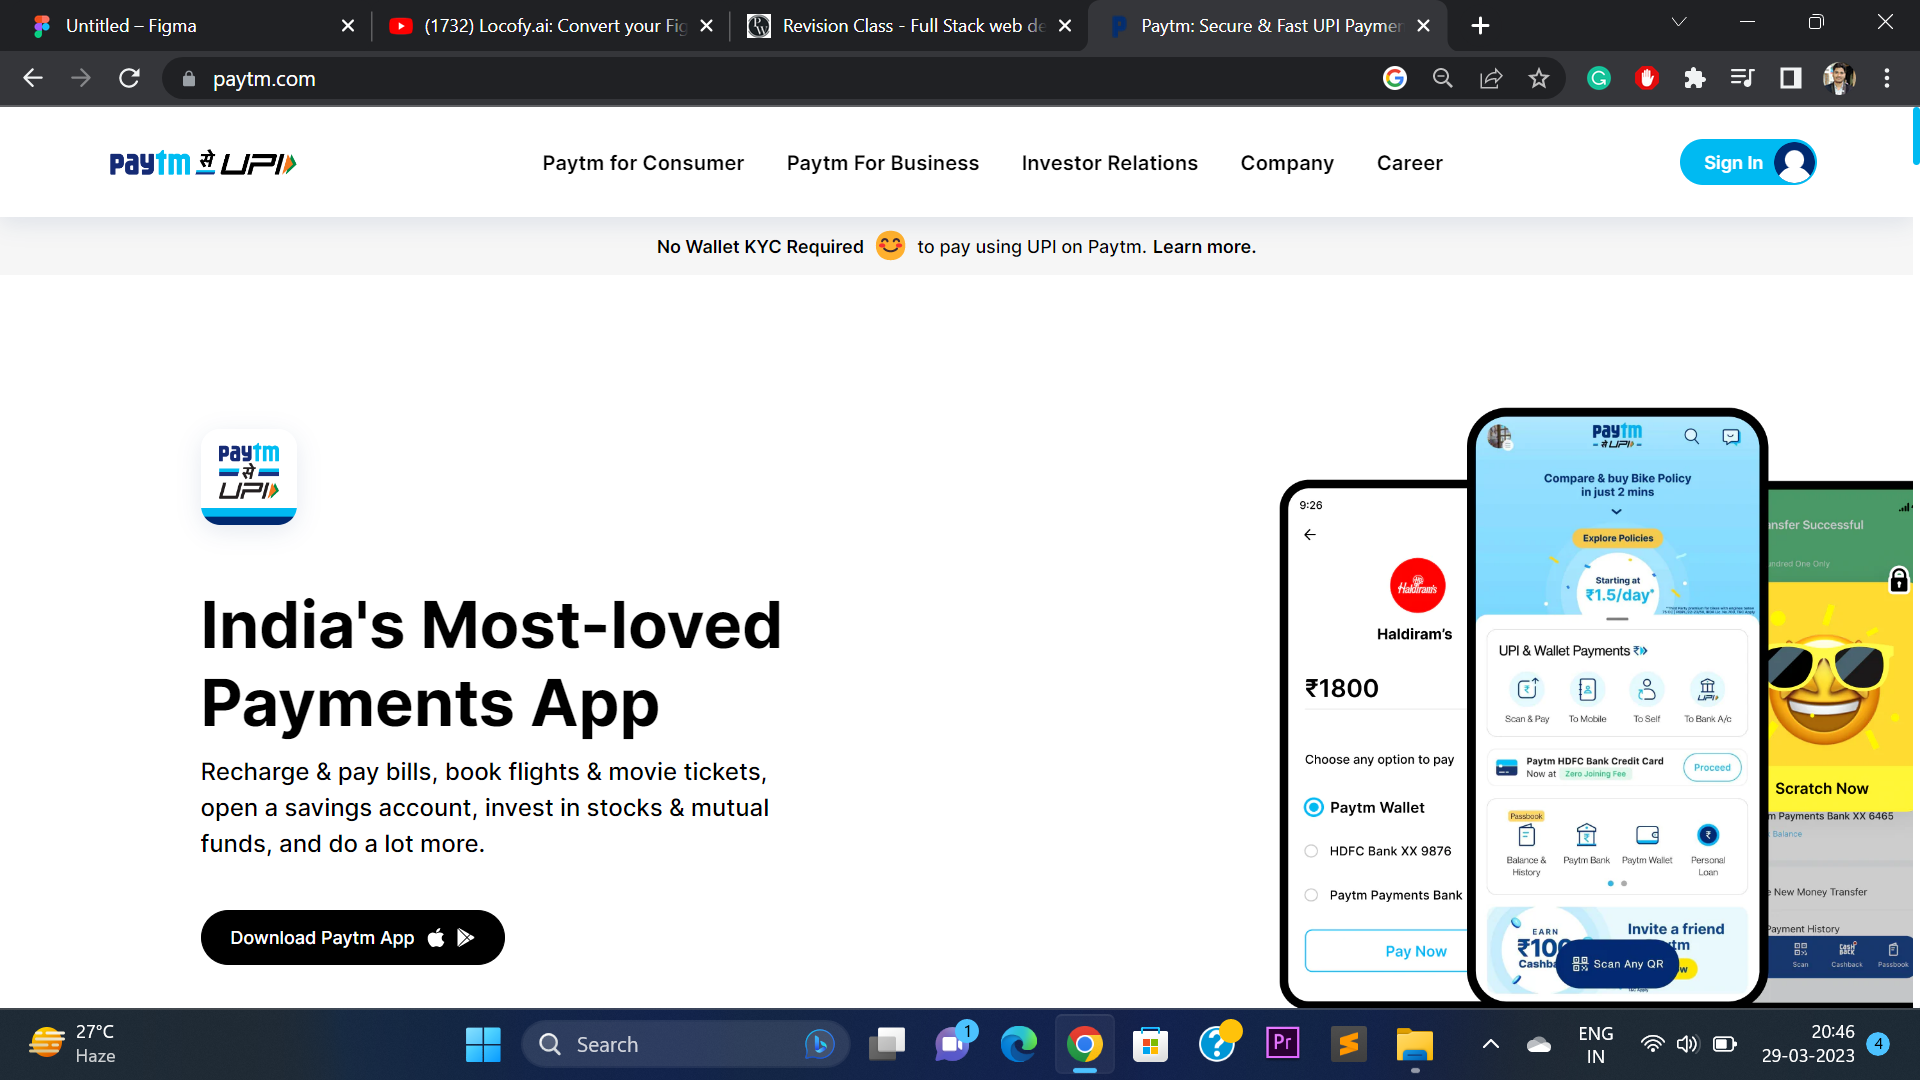 Untitled – Figma
(1732) Locofy.ai: Convert your Fig
Revision Class - Full Stack web de
Paytm: Secure & Fast UPI Paymen
paytm.com
paytm से UPI
Paytm for Consumer
Paytm For Business
Investor Relations
Company
Career
Sign In
No Wallet KYC Required to pay using UPI on Paytm. Learn more.
paytm
से
UPI
India's Most-loved
Payments App
Recharge & pay bills, book flights & movie tickets,
open a savings account, invest in stocks & mutual
funds, and do a lot more.
Download Paytm App
9:26
Haldiram's
Haldiram's
₹1800
Choose any option to pay
Paytm Wallet
HDFC Bank XX 9876
Paytm Payments Bank
Pay Now
paytm
से UPI
Compare & buy Bike Policy
in just 2 mins
Explore Policies
Starting at
₹1.5/day*
UPI & Wallet Payments
Scan & Pay
To Mobile
To Self
To Bank A/c
Paytm HDFC Bank Credit Card
Now at Zero Joining Fee
Proceed
Passbook
Balance &
History
Paytm Bank
Paytm Wallet
Personal
Loan
EARN
₹100
Cashba
Invite a friend
tm
w
Scan Any QR
ansfer Successful
undred One Only
Scratch Now
m Payments Bank XX 6465
Balance
New Money Transfer
Payment History
Scan
Cashback
Passbook
27°C
Haze
Search
1
Pr
ENG
IN
20:46
29-03-2023
4